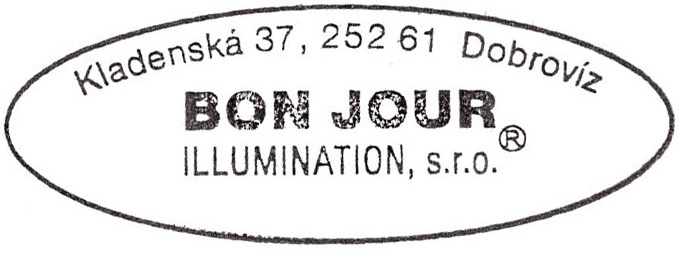 Kladenská 37, 252 61 Dobrovíz
BON JOUR
ILLUMINATION, s.r.o.®